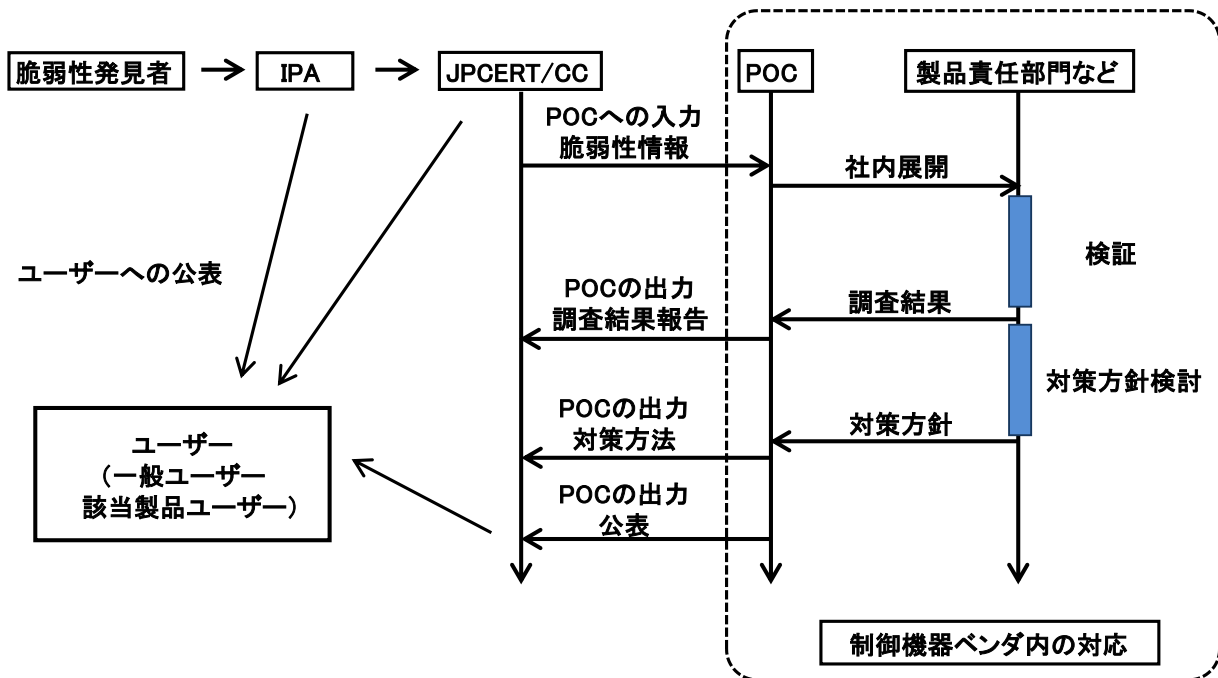 脆弱性発見者
IPA
JPCERT/CC
POC
製品責任部門など
POCへの入力
脆弱性情報
社内展開
検証
ユーザーへの公表
POCの出力
調査結果報告
調査結果
対策方針検討
POCの出力
対策方法
対策方針
ユーザー
（一般ユーザー
該当製品ユーザー）
POCの出力
公表
制御機器ベンダ内の対応